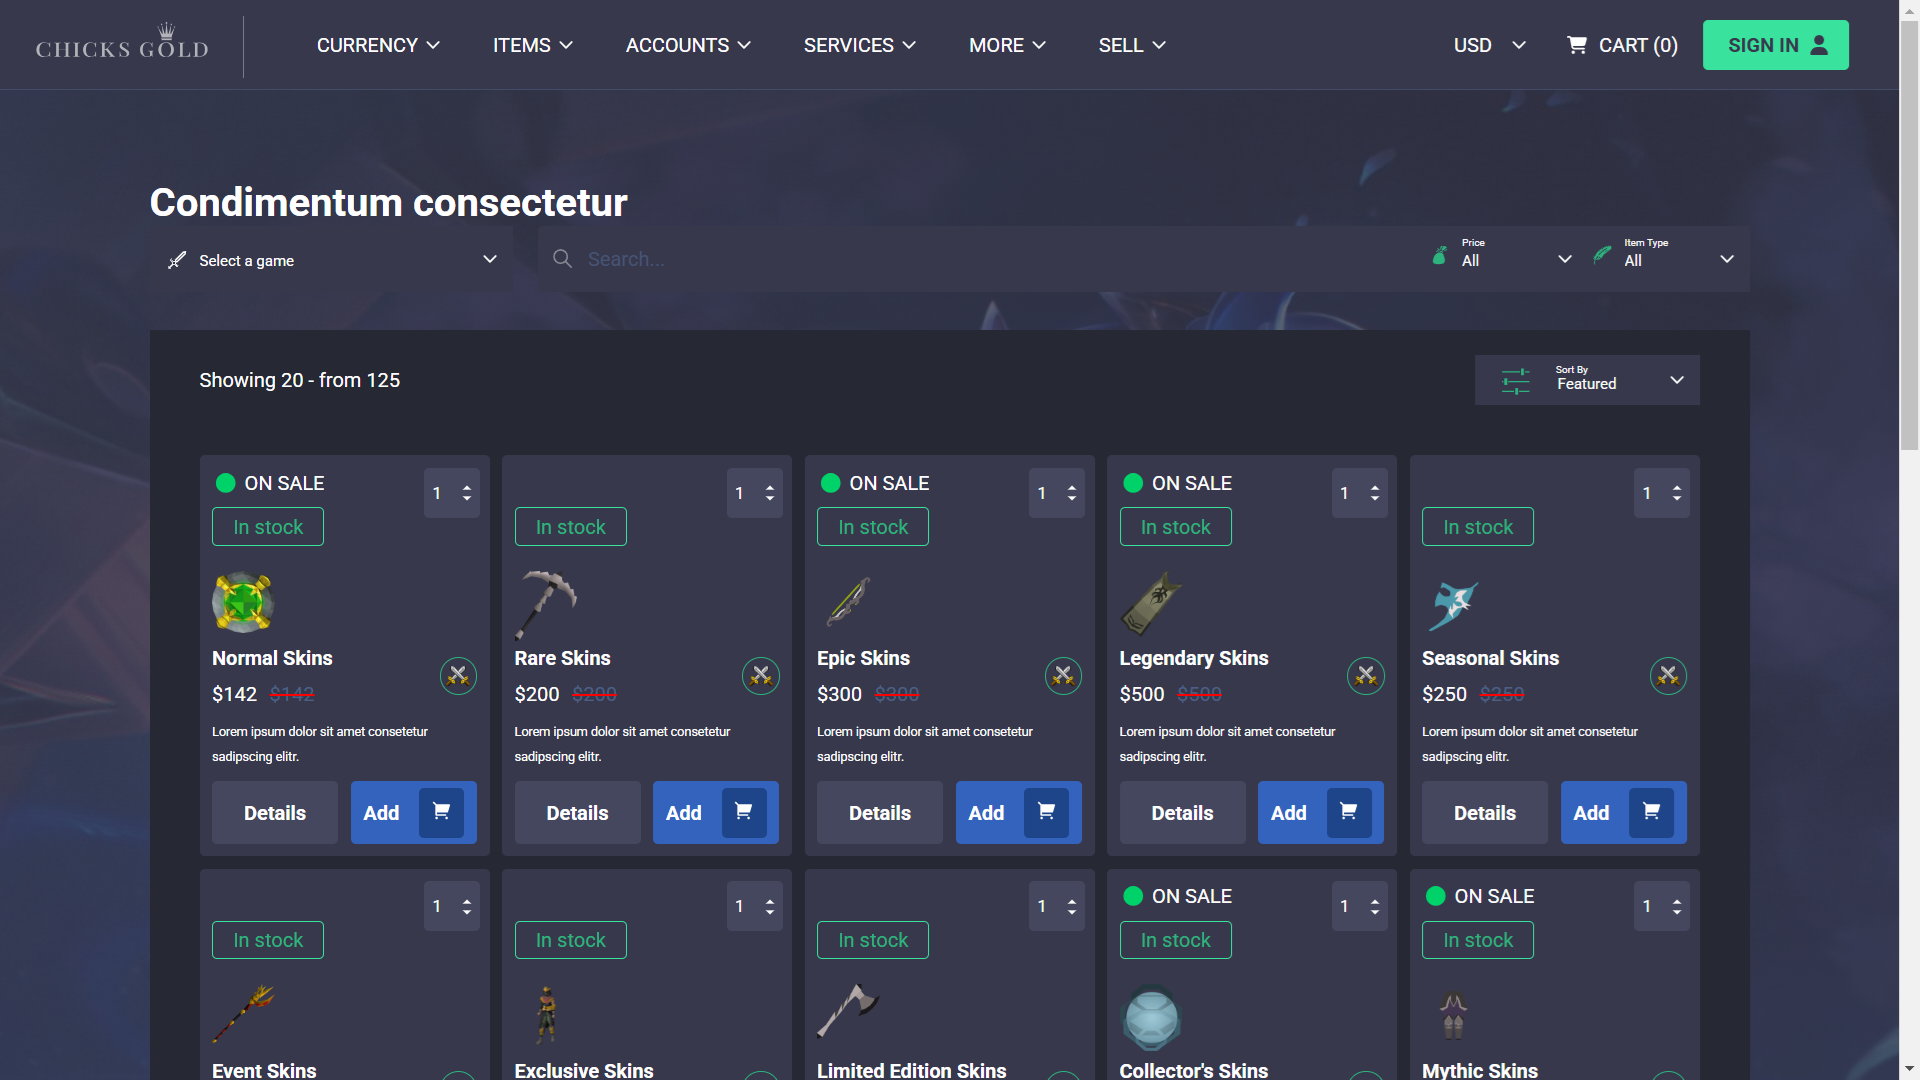 CHICKS GOLD
CURRENCY ITEMS ACCOUNTS SERVICES MORE SELL USD CART (0) SIGN IN
Condimentum consectetur
Select a game Search... Price All Item Type All
Showing 20 - from 125 Sort By Featured
ON SALE 1 1 ON SALE 1 ON SALE 1 1
In stock In stock In stock In stock In stock
Normal Skins Rare Skins Epic Skins Legendary Skins Seasonal Skins
$142 $142 $200 $200 $300 $300 $500 $500 $250 $250
Lorem ipsum dolor sit amet consetetur Lorem ipsum dolor sit amet consetetur Lorem ipsum dolor sit amet consetetur Lorem ipsum dolor sit amet consetetur Lorem ipsum dolor sit amet consetetur
sadipscing elitr. sadipscing elitr. sadipscing elitr. sadipscing elitr. sadipscing elitr.
Details Add Details Add Details Add Details Add Details Add
1 1 1 ON SALE 1 ON SALE 1
In stock In stock In stock In stock In stock
Event Skins Exclusive Skins Limited Edition Skins Collector's Skins Mythic Skins